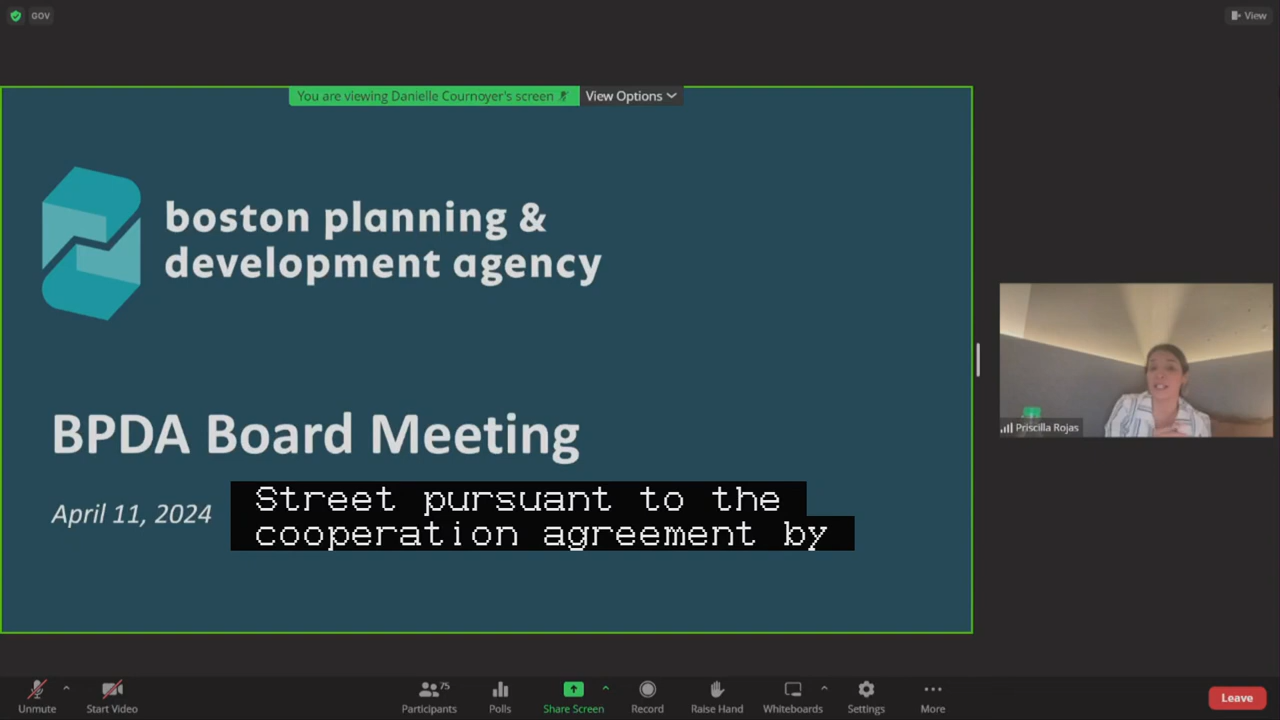 GOV
View
You are viewing Danielle Cournoyer's screen
View Options
boston planning &
development agency
BPDA Board Meeting
April 11, 2024
Street pursuant to the
cooperation agreement by
Priscilla Rojas
Unmute
Start Video
Participants
75
Polls
Share Screen
Record
Raise Hand
Whiteboards
Settings
More
Leave